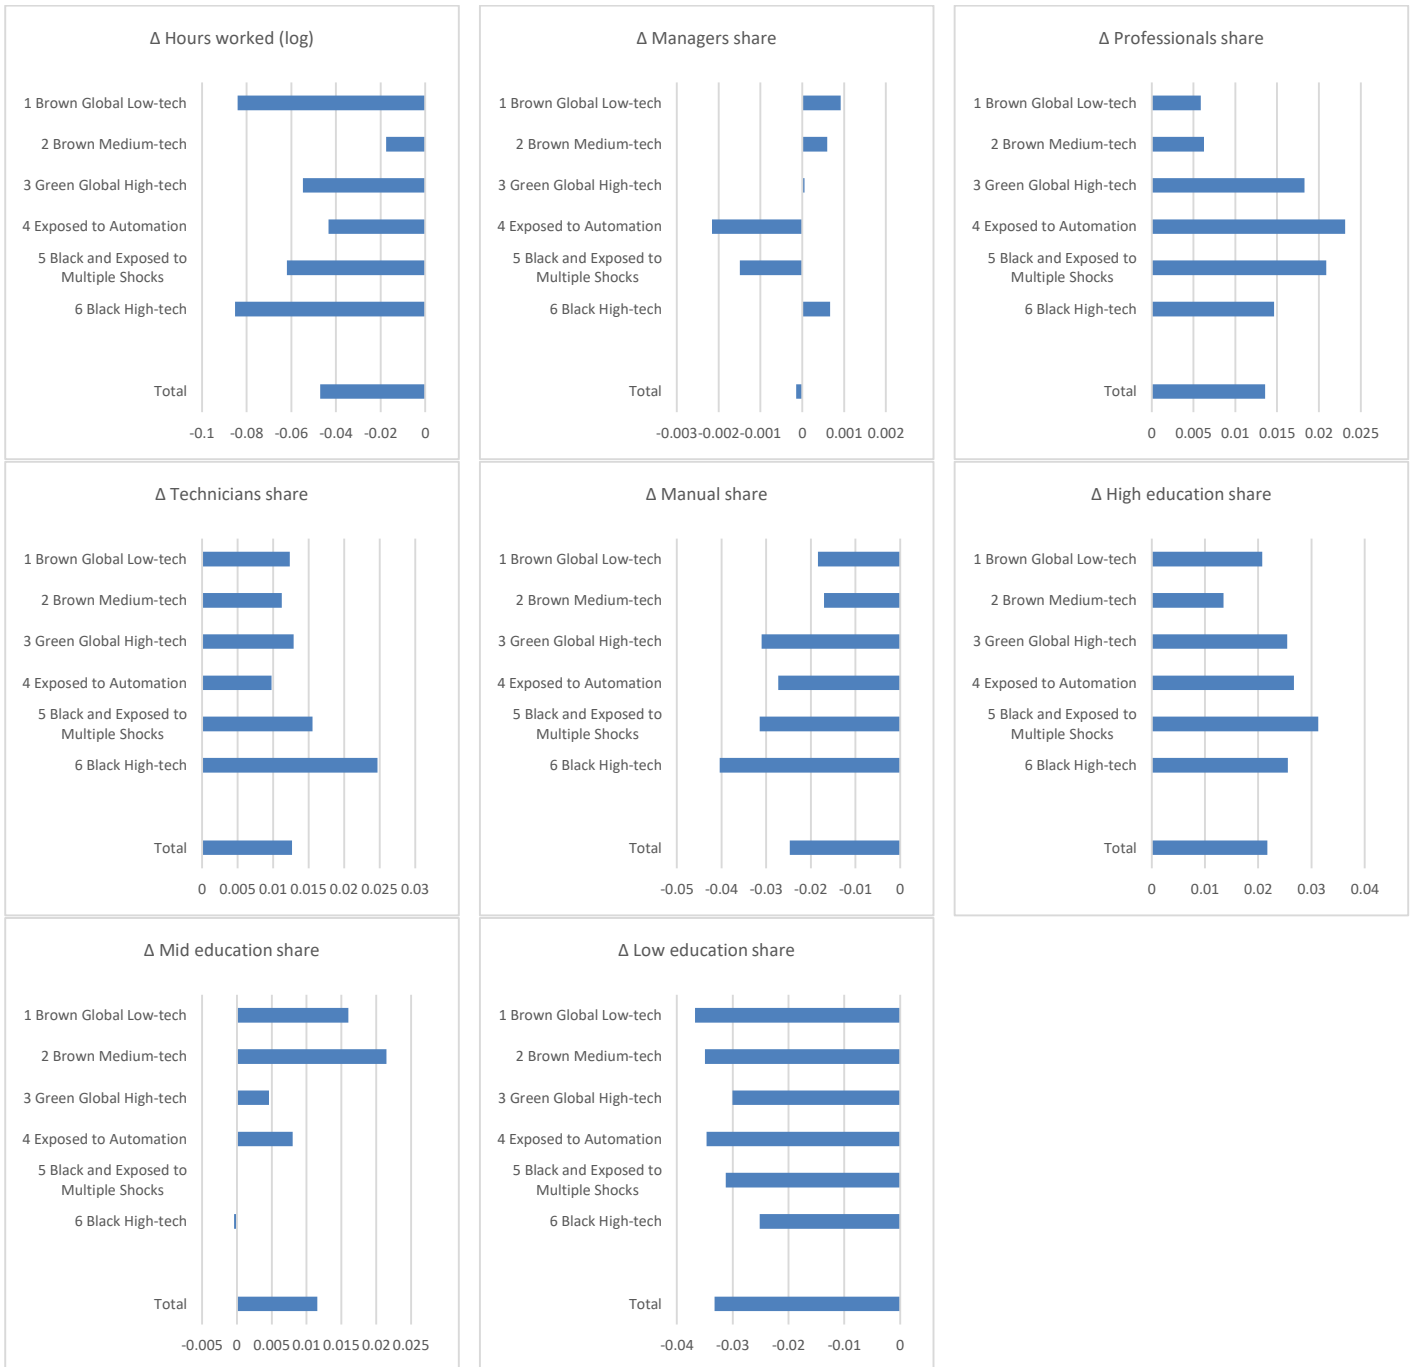 Δ Hours worked (log)
1 Brown Global Low-tech
2 Brown Medium-tech
3 Green Global High-tech
4 Exposed to Automation
5 Black and Exposed to
Multiple Shocks
6 Black High-tech
Total
-0.1 -0.08 -0.06 -0.04 -0.02 0
Δ Managers share
1 Brown Global Low-tech
2 Brown Medium-tech
3 Green Global High-tech
4 Exposed to Automation
5 Black and Exposed to
Multiple Shocks
6 Black High-tech
Total
-0.003 -0.002 -0.001 0 0.001 0.002
Δ Professionals share
1 Brown Global Low-tech
2 Brown Medium-tech
3 Green Global High-tech
4 Exposed to Automation
5 Black and Exposed to
Multiple Shocks
6 Black High-tech
Total
0 0.005 0.01 0.015 0.02 0.025
Δ Technicians share
1 Brown Global Low-tech
2 Brown Medium-tech
3 Green Global High-tech
4 Exposed to Automation
5 Black and Exposed to
Multiple Shocks
6 Black High-tech
Total
0 0.005 0.01 0.015 0.02 0.025 0.03
Δ Manual share
1 Brown Global Low-tech
2 Brown Medium-tech
3 Green Global High-tech
4 Exposed to Automation
5 Black and Exposed to
Multiple Shocks
6 Black High-tech
Total
-0.05 -0.04 -0.03 -0.02 -0.01 0
Δ High education share
1 Brown Global Low-tech
2 Brown Medium-tech
3 Green Global High-tech
4 Exposed to Automation
5 Black and Exposed to
Multiple Shocks
6 Black High-tech
Total
0 0.01 0.02 0.03 0.04
Δ Mid education share
1 Brown Global Low-tech
2 Brown Medium-tech
3 Green Global High-tech
4 Exposed to Automation
5 Black and Exposed to
Multiple Shocks
6 Black High-tech
Total
-0.005 0 0.005 0.01 0.015 0.02 0.025
Δ Low education share
1 Brown Global Low-tech
2 Brown Medium-tech
3 Green Global High-tech
4 Exposed to Automation
5 Black and Exposed to
Multiple Shocks
6 Black High-tech
Total
-0.04 -0.03 -0.02 -0.01 0